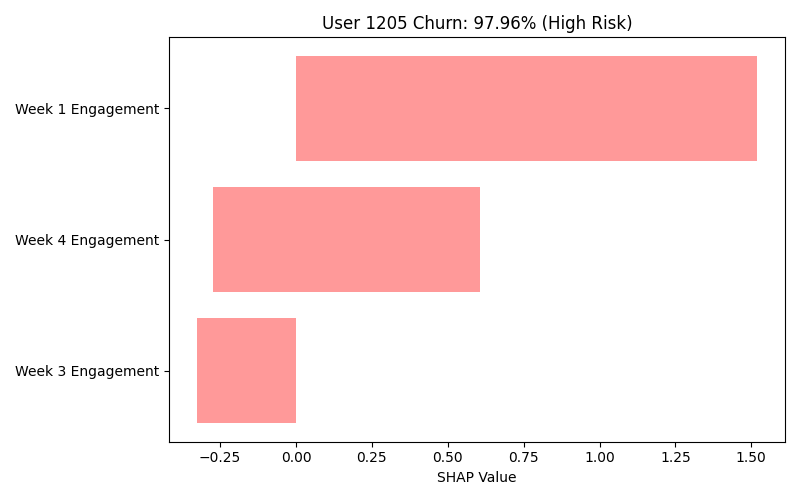 User 1205 Churn: 97.96% (High Risk)
Week 1 Engagement
Week 4 Engagement
Week 3 Engagement
−0.25 0.00 0.25 0.50 0.75 1.00 1.25 1.50
SHAP Value